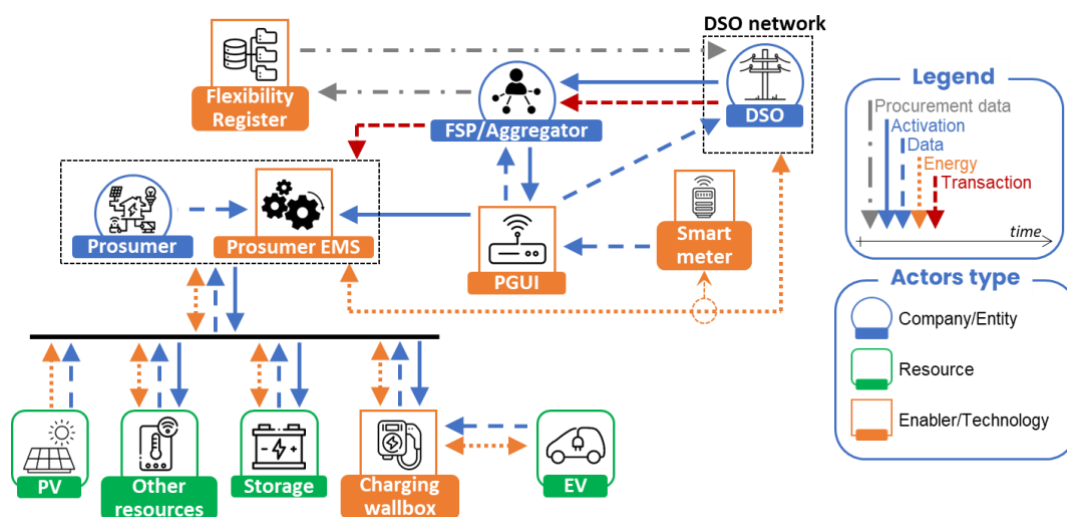 DSO network
Flexibility
Register
FSP/Aggregator
DSO
Legend
Procurement data
Activation
Data
Energy
Transaction
time
Prosumer
Prosumer EMS
PGUI
Smart
meter
Actors type
Company/Entity
Resource
Enabler/Technology
PV
Other
resources
Storage
Charging
wallbox
EV